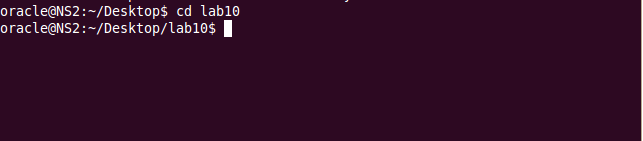 oracle@NS2:~/Desktop$ cd lab10
oracle@NS2:~/Desktop/lab10$